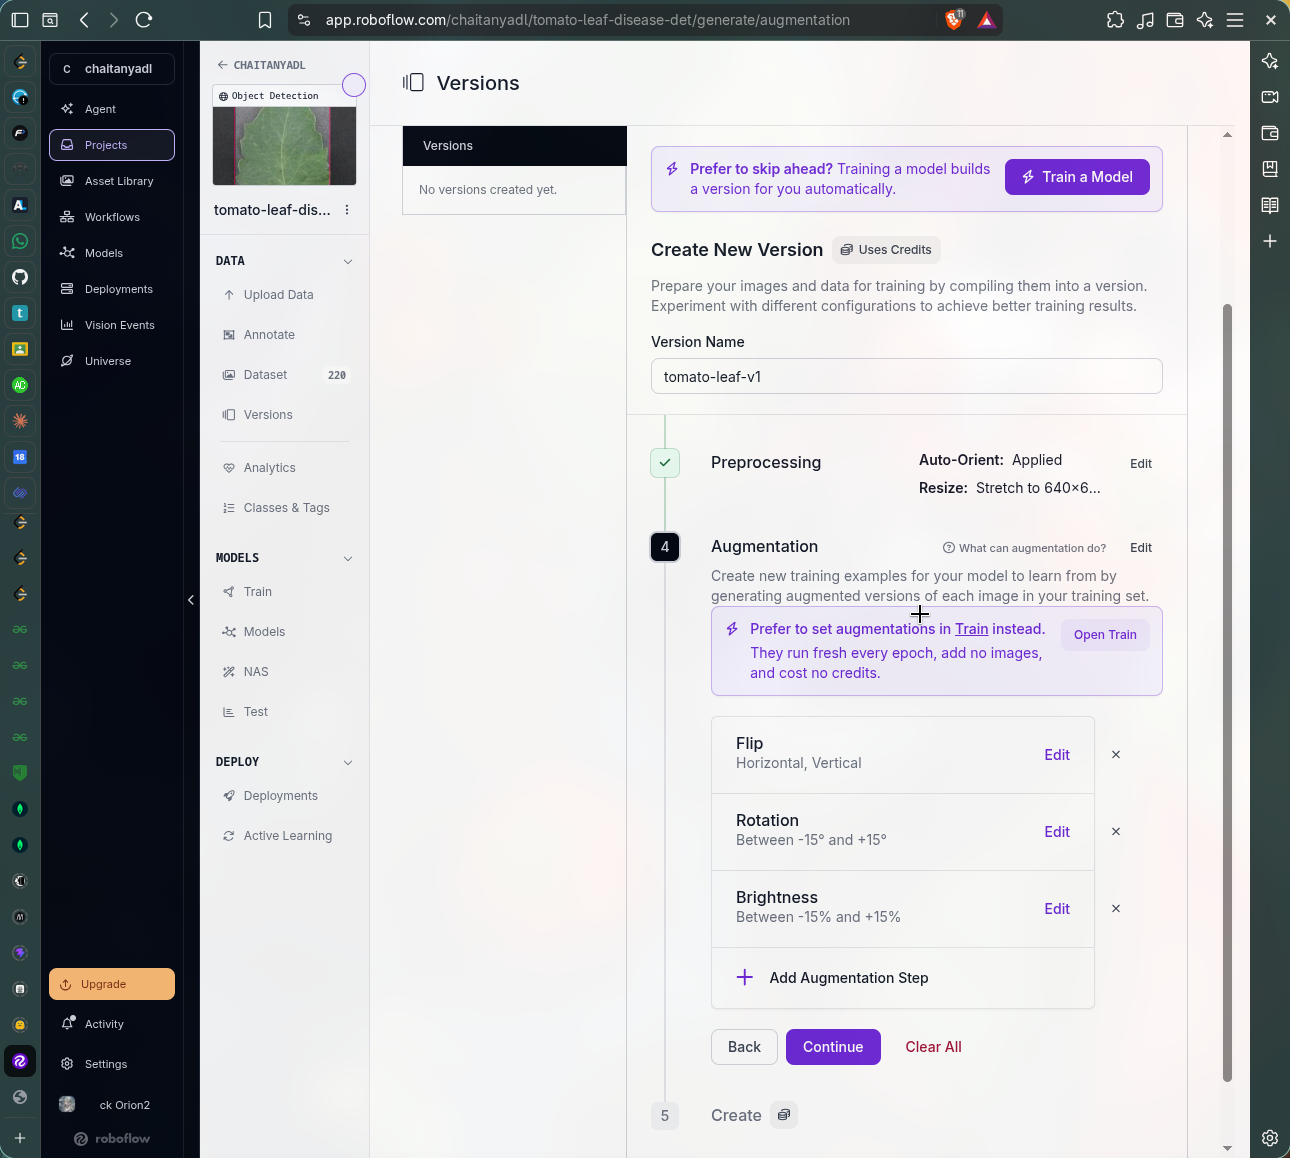 app.roboflow.com/chaitanyadl/tomato-leaf-disease-det/generate/augmentation
11
C chaitanyadl
Agent
Projects
Asset Library
Workflows
Models
Deployments
Vision Events
Universe
Upgrade
Activity
Settings
ck Orion2
roboflow
CHAITANYADL
Object Detection
tomato-leaf-dis...
DATA
Upload Data
Annotate
Dataset 220
Versions
Analytics
Classes & Tags
MODELS
Train
Models
NAS
Test
DEPLOY
Deployments
Active Learning
Versions
Versions
No versions created yet.
Prefer to skip ahead? Training a model builds
a version for you automatically.
Train a Model
Create New Version
Uses Credits
Prepare your images and data for training by compiling them into a version.
Experiment with different configurations to achieve better training results.
Version Name
tomato-leaf-v1
Preprocessing
Auto-Orient: Applied
Edit
Resize: Stretch to 640×6...
4
Augmentation
What can augmentation do?
Edit
Create new training examples for your model to learn from by
generating augmented versions of each image in your training set.
Prefer to set augmentations in Train instead.
They run fresh every epoch, add no images,
and cost no credits.
Open Train
Flip
Horizontal, Vertical
Edit
Rotation
Between -15° and +15°
Edit
Brightness
Between -15% and +15%
Edit
Add Augmentation Step
Back
Continue
Clear All
5
Create